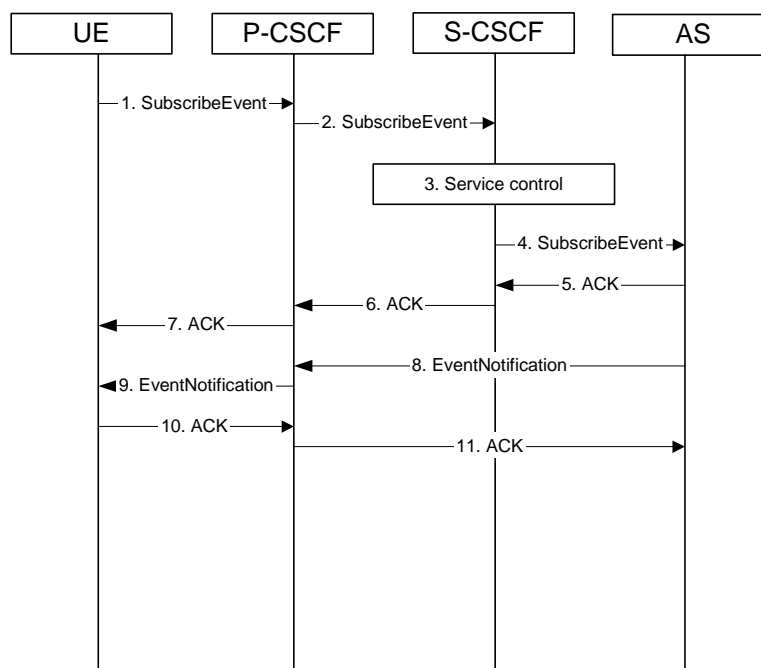 UE
P-CSCF
S-CSCF
AS
1. SubscribeEvent
2. SubscribeEvent
3. Service control
4. SubscribeEvent
5. ACK
6. ACK
7. ACK
8. EventNotification
9. EventNotification
10. ACK
11. ACK